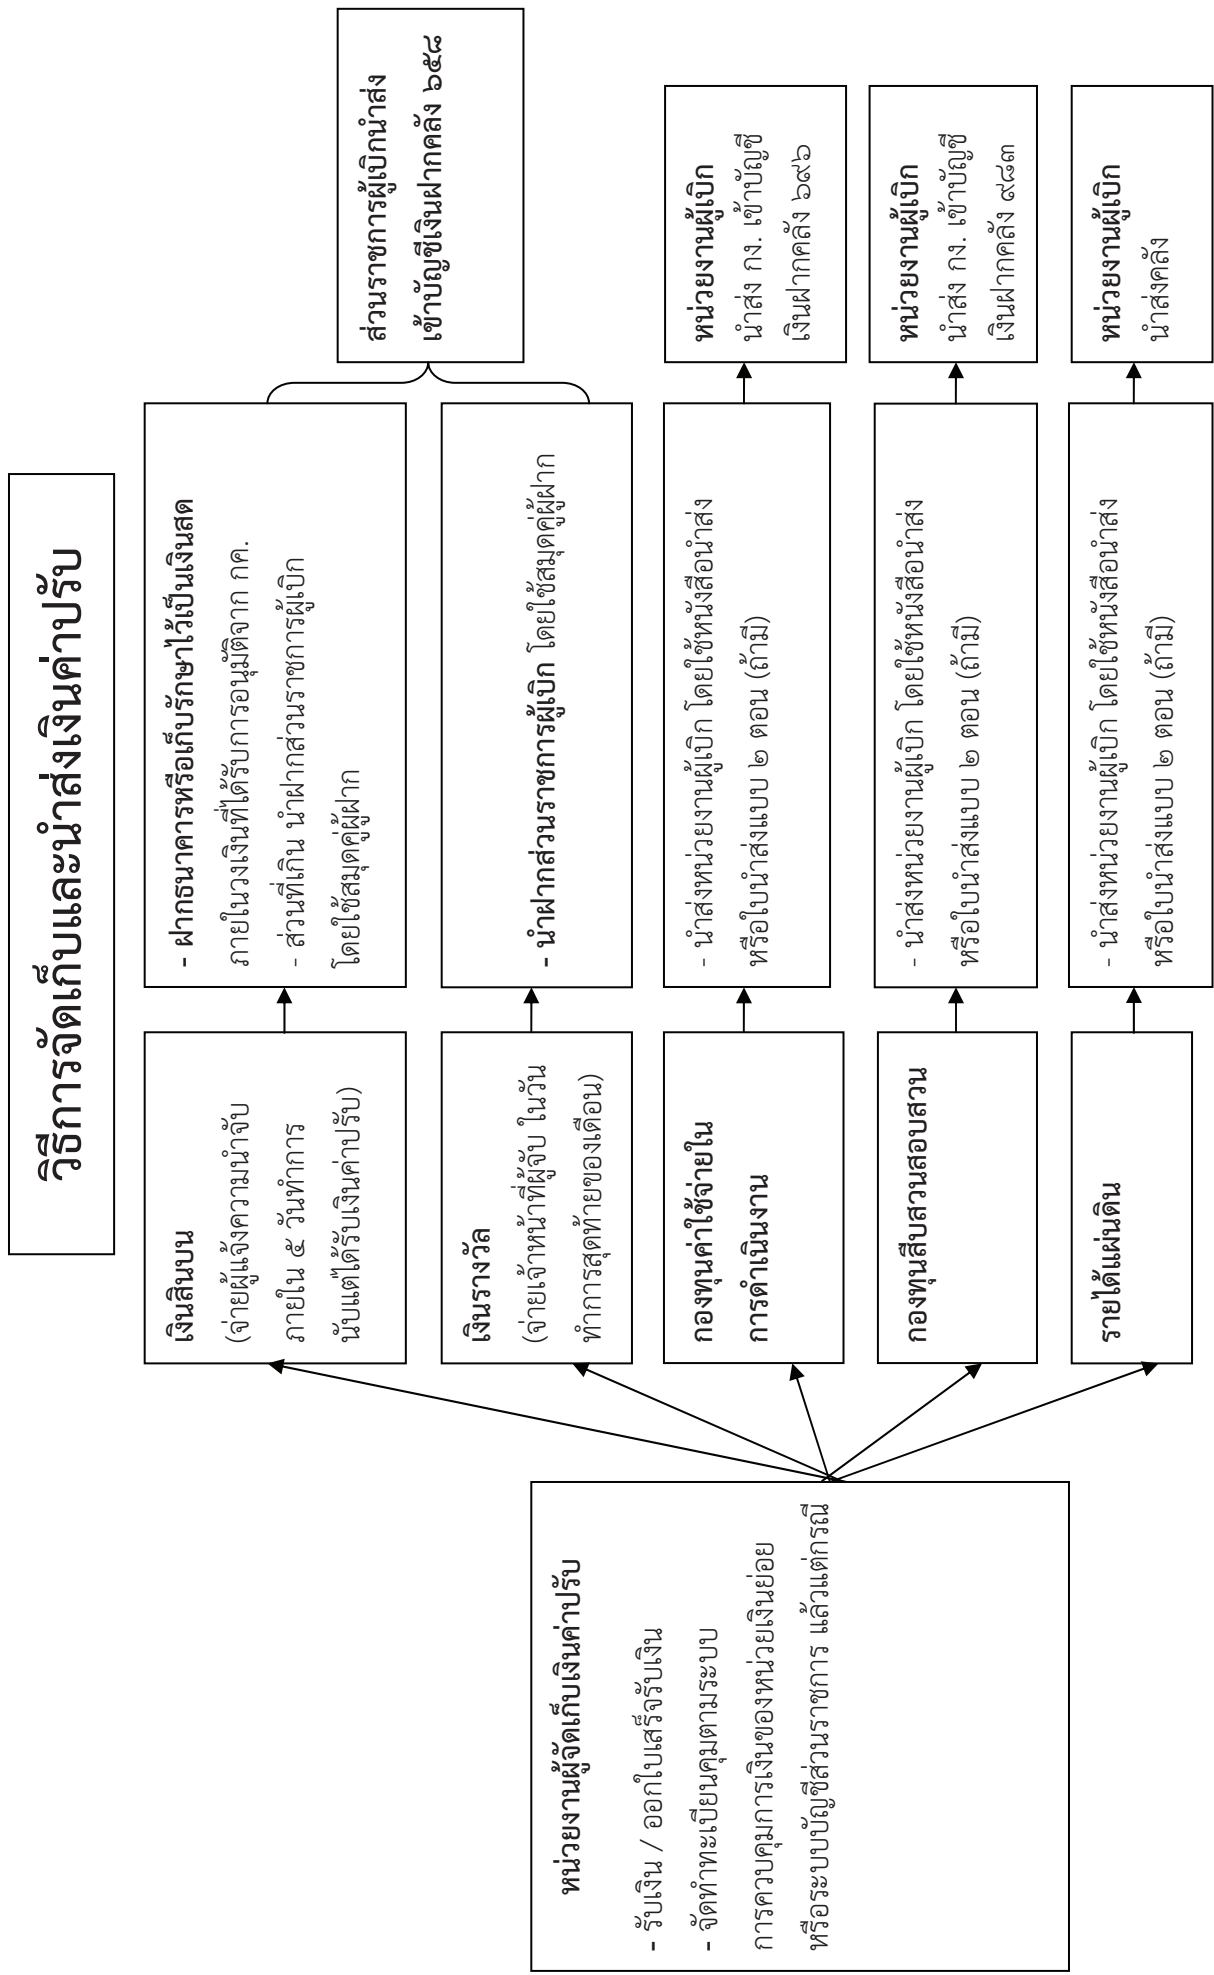 วิธีการจัดเก็บและนำส่งเงินค่าปรับ
หน่วยงานผู้จัดเก็บเงินค่าปรับ
- รับเงิน / ออกใบเสร็จรับเงิน
- จัดทำทะเบียนคุมตามระบบ
การควบคุมการเงินของหน่วยเงินย่อย
หรือระบบบัญชีส่วนราชการ แล้วแต่กรณี
เงินสินบน
(จ่ายผู้แจ้งความนำจับ
ภายใน ๕ วันทำการ
นับแต่ได้รับเงินค่าปรับ)
- ฝากธนาคารหรือเก็บรักษาไว้เป็นเงินสด
ภายในวงเงินที่ได้รับการอนุมัติจาก กค.
- ส่วนที่เกิน นำฝากส่วนราชการผู้เบิก
โดยใช้สมุดคู่ผู้ฝาก
ส่วนราชการผู้เบิกนำส่ง
เข้าบัญชีเงินฝากคลัง ๖๕๘
เงินรางวัล
(จ่ายเจ้าหน้าที่ผู้จับ ในวัน
ทำการสุดท้ายของเดือน)
- นำฝากส่วนราชการผู้เบิก โดยใช้สมุดคู่ผู้ฝาก
กองทุนค่าใช้จ่ายใน
การดำเนินงาน
- นำส่งหน่วยงานผู้เบิก โดยใช้หนังสือนำส่ง
หรือใบนำส่งแบบ ๒ ตอน (ถ้ามี)
หน่วยงานผู้เบิก
นำส่ง กง. เข้าบัญชี
เงินฝากคลัง ๖๙๖
กองทุนสืบสวนสอบสวน
- นำส่งหน่วยงานผู้เบิก โดยใช้หนังสือนำส่ง
หรือใบนำส่งแบบ ๒ ตอน (ถ้ามี)
หน่วยงานผู้เบิก
นำส่ง กง. เข้าบัญชี
เงินฝากคลัง ๙๘๓
รายได้แผ่นดิน
- นำส่งหน่วยงานผู้เบิก โดยใช้หนังสือนำส่ง
หรือใบนำส่งแบบ ๒ ตอน (ถ้ามี)
หน่วยงานผู้เบิก
นำส่งคลัง